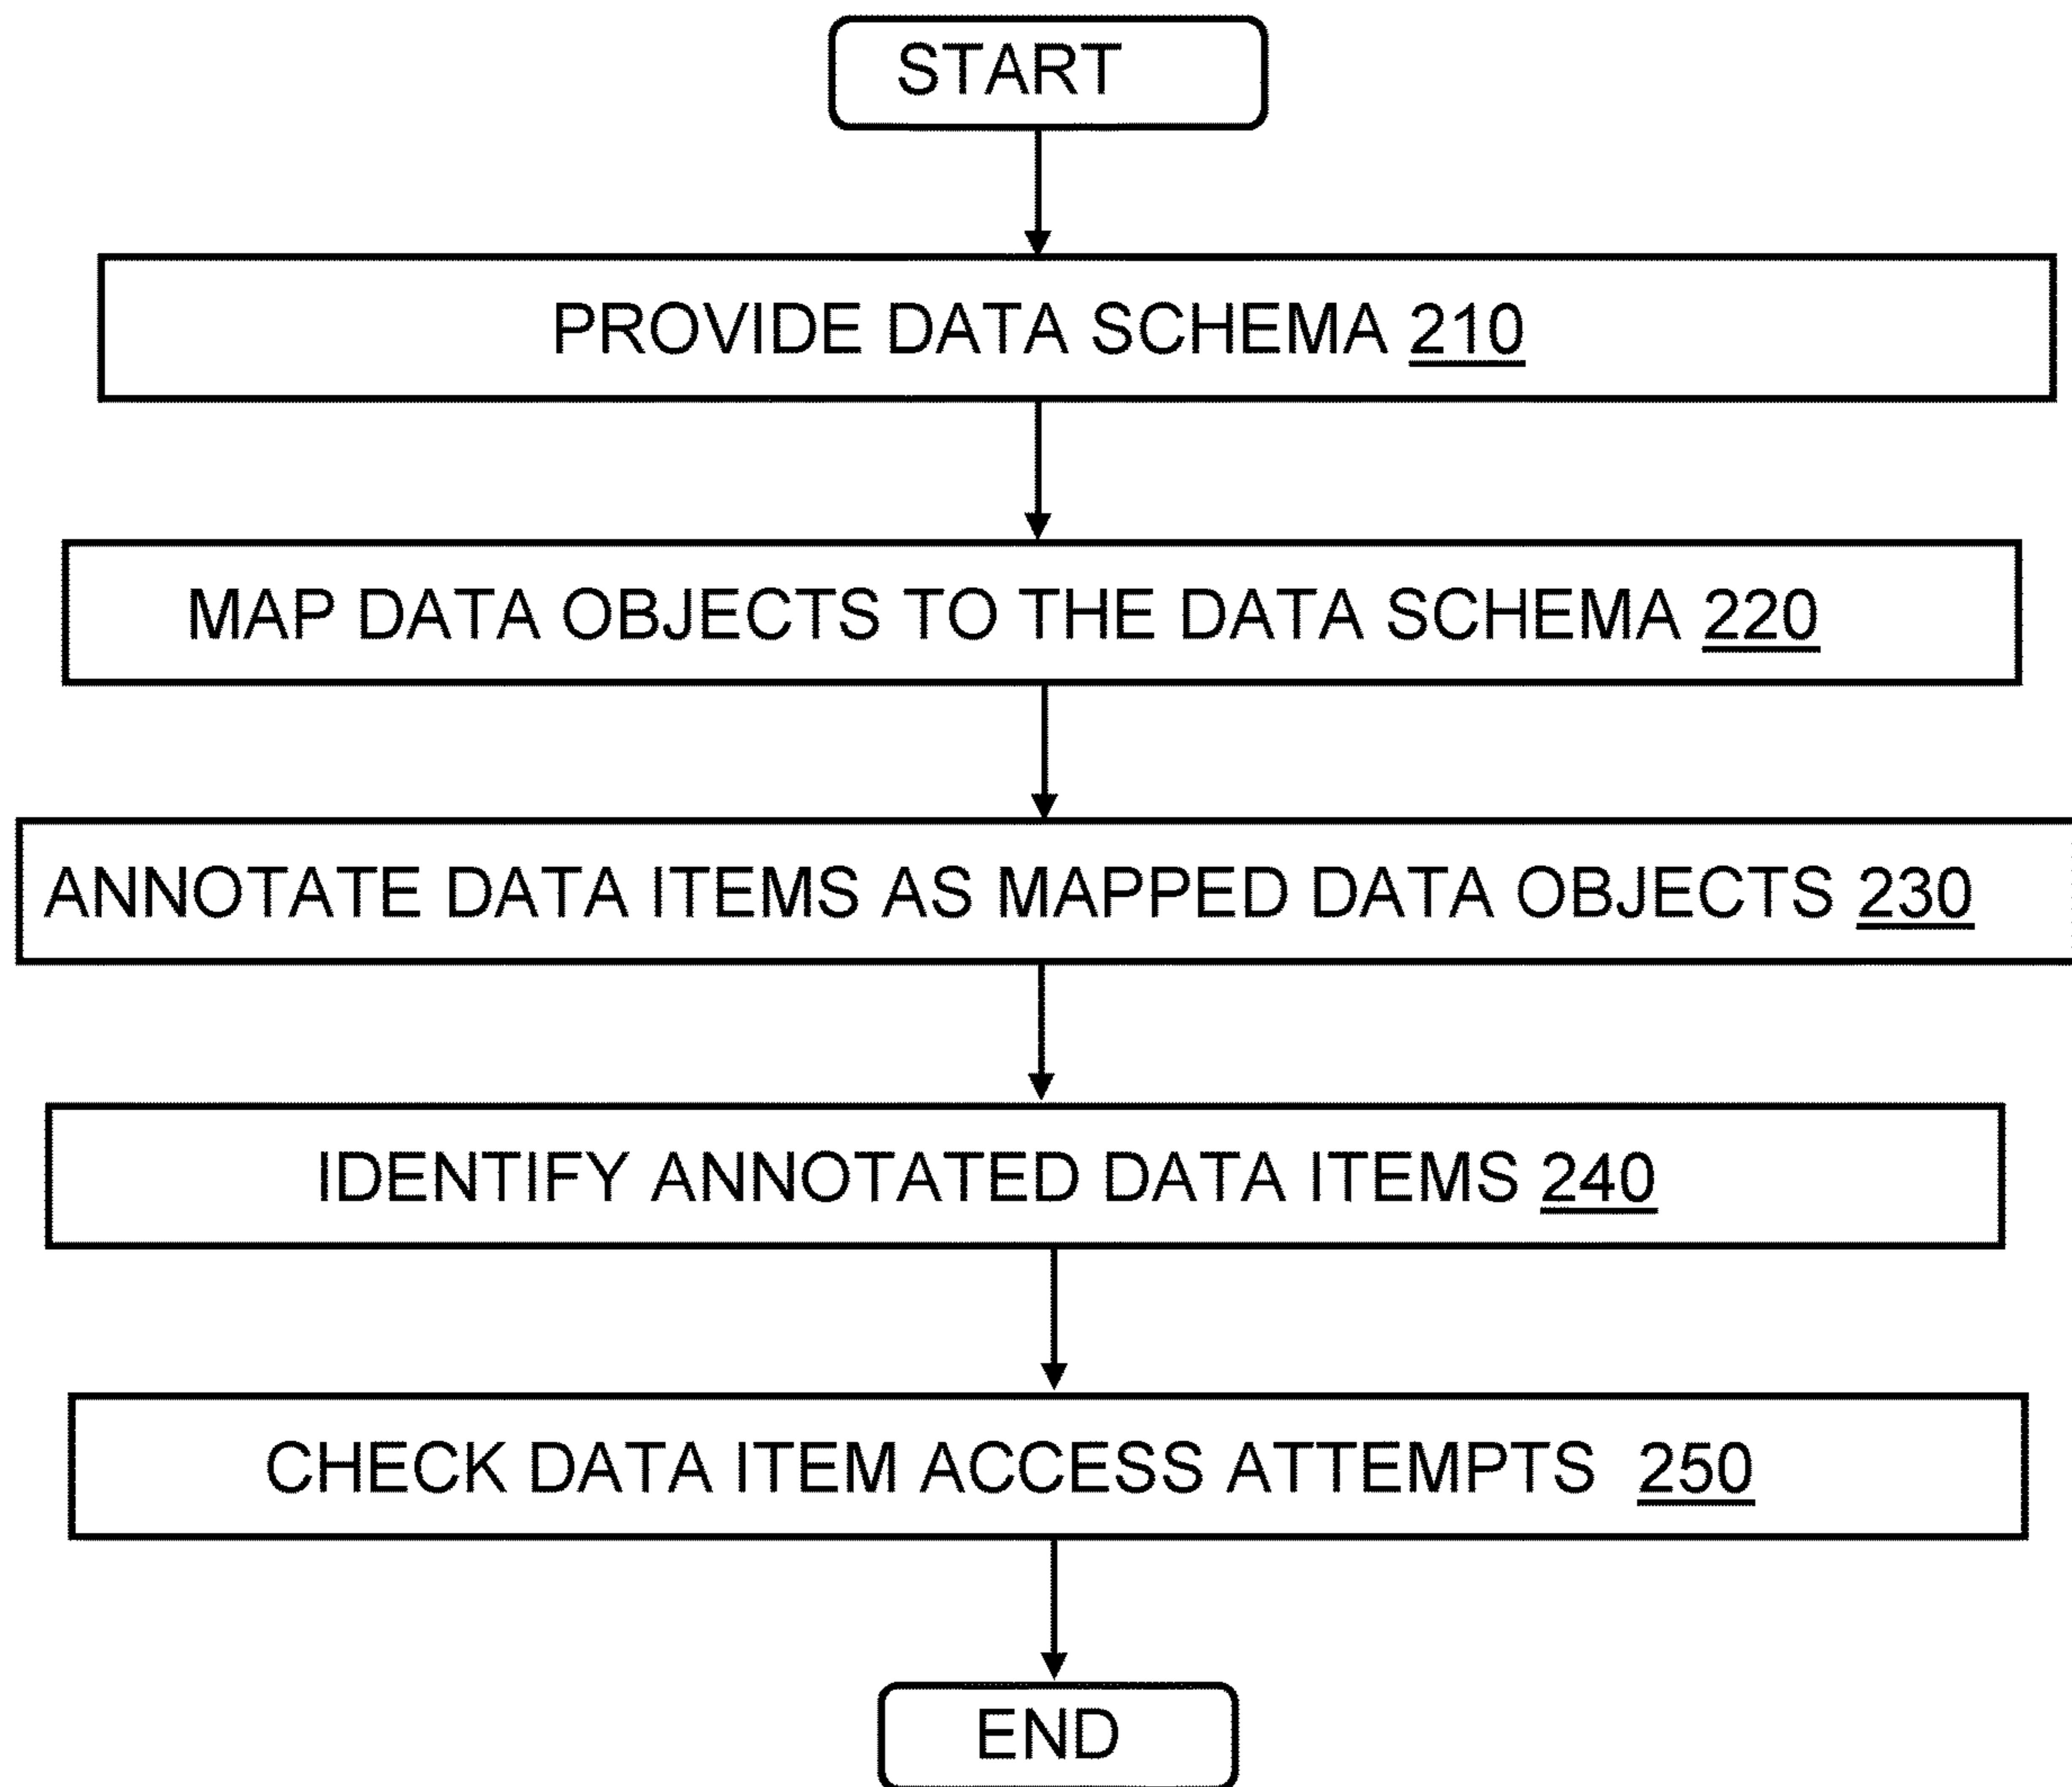 START
PROVIDE DATA SCHEMA 210
MAP DATA OBJECTS TO THE DATA SCHEMA 220
ANNOTATE DATA ITEMS AS MAPPED DATA OBJECTS 230
IDENTIFY ANNOTATED DATA ITEMS 240
CHECK DATA ITEM ACCESS ATTEMPTS 250
END